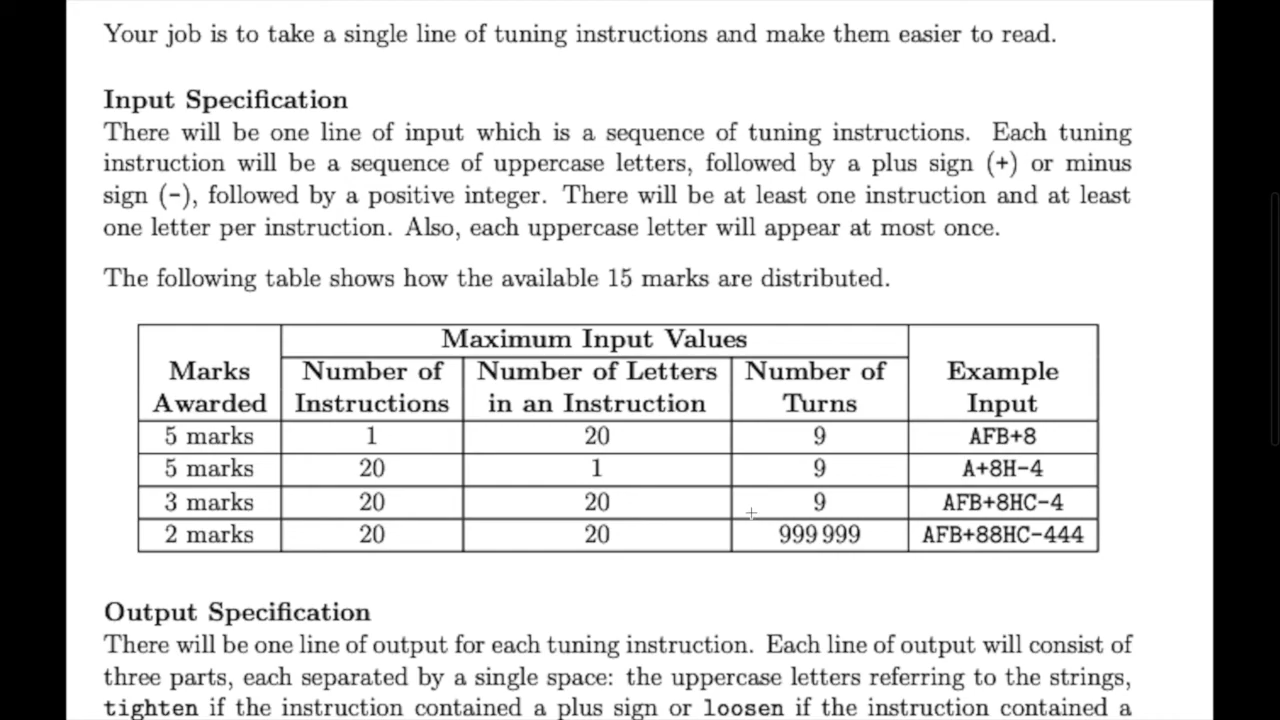 Your job is to take a single line of tuning instructions and make them easier to read.
Input Specification
There will be one line of input which is a sequence of tuning instructions. Each tuning
instruction will be a sequence of uppercase letters, followed by a plus sign (+) or minus
sign (-), followed by a positive integer. There will be at least one instruction and at least
one letter per instruction. Also, each uppercase letter will appear at most once.
The following table shows how the available 15 marks are distributed.
Maximum Input Values
Marks Number of Number of Letters Number of Example
Awarded Instructions in an Instruction Turns Input
5 marks 1 20 9 AFB+8
5 marks 20 1 9 A+8H-4
3 marks 20 20 9 AFB+8HC-4
2 marks 20 20 999 999 AFB+88HC-444
Output Specification
There will be one line of output for each tuning instruction. Each line of output will consist of
three parts, each separated by a single space: the uppercase letters referring to the strings,
tighten if the instruction contained a plus sign or loosen if the instruction contained a